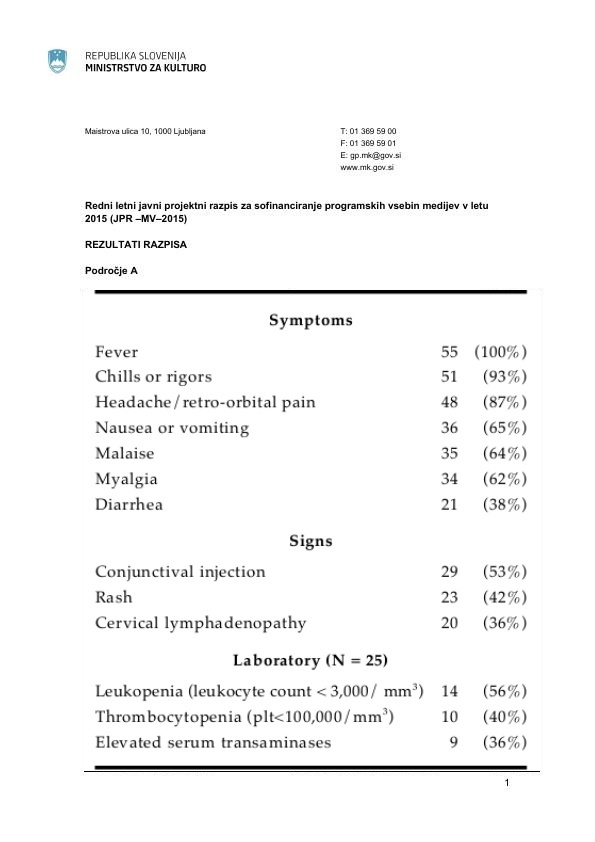 REPUBLIKA SLOVENIJA
MINISTRSTVO ZA KULTURO
Maistrova ulica 10, 1000 Ljubljana
T: 01 369 59 00
F: 01 369 59 01
E: gp.mk@gov.si
www.mk.gov.si
Redni letni javni projektni razpis za sofinanciranje programskih vsebin medijev v letu
2015 (JPR –MV–2015)
REZULTATI RAZPISA
Področje A
Symptoms
Fever 55 (100%)
Chills or rigors 51 (93%)
Headache/retro-orbital pain 48 (87%)
Nausea or vomiting 36 (65%)
Malaise 35 (64%)
Myalgia 34 (62%)
Diarrhea 21 (38%)
Signs
Conjunctival injection 29 (53%)
Rash 23 (42%)
Cervical lymphadenopathy 20 (36%)
Laboratory (N = 25)
Leukopenia (leukocyte count < 3,000/ mm³) 14 (56%)
Thrombocytopenia (plt<100,000/mm³) 10 (40%)
Elevated serum transaminases 9 (36%)
1